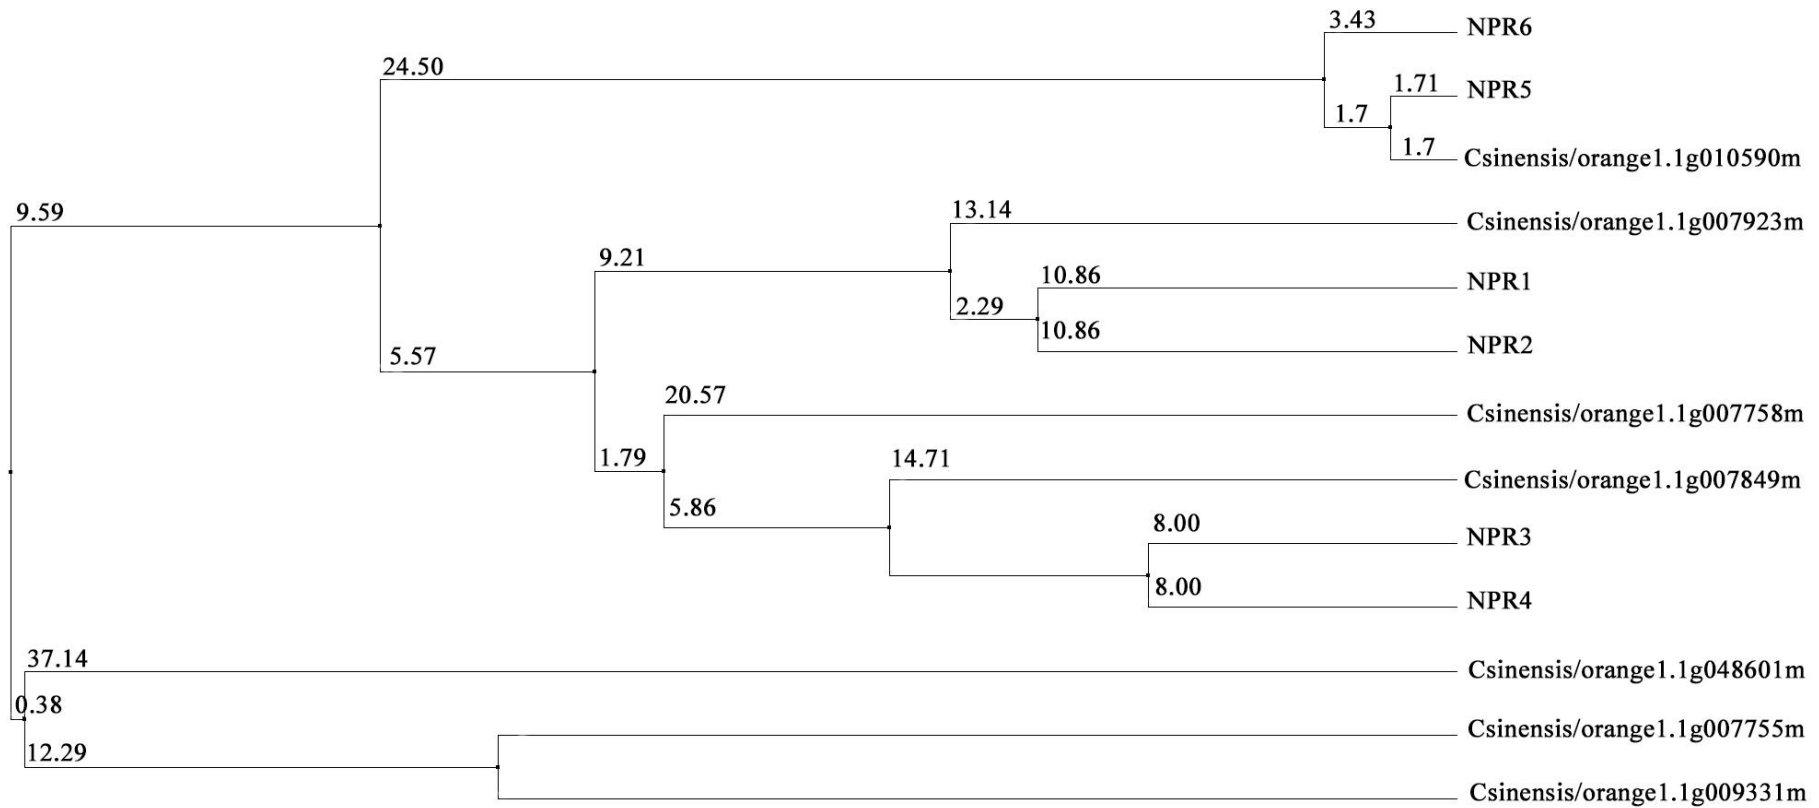 3.43 NPR6
24.50
1.71 NPR5
1.7
1.7 Csinensis/orange1.1g010590m
9.59
13.14 Csinensis/orange1.1g007923m
9.21
10.86 NPR1
2.29
10.86 NPR2
5.57
20.57 Csinensis/orange1.1g007758m
1.79
14.71 Csinensis/orange1.1g007849m
5.86
8.00 NPR3
8.00 NPR4
37.14 Csinensis/orange1.1g048601m
0.38
12.29
Csinensis/orange1.1g007755m
Csinensis/orange1.1g009331m